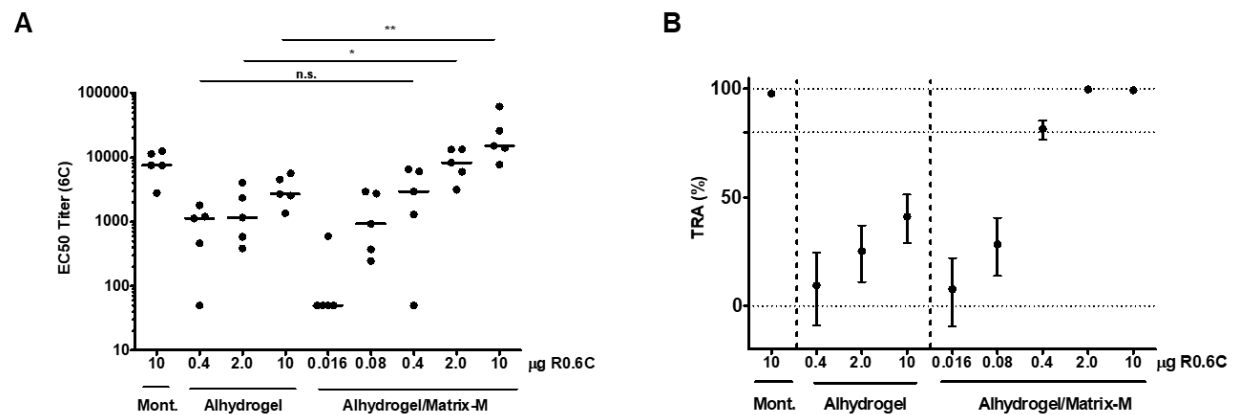 A
**
*
n.s.
EC50 Titer (6C)
100000
10000
1000
100
10
10 0.4 2.0 10 0.016 0.08 0.4 2.0 10 μg R0.6C
Mont. Alhydrogel Alhydrogel/Matrix-M
B
TRA (%)
100
50
0
10 0.4 2.0 10 0.016 0.08 0.4 2.0 10 μg R0.6C
Mont. Alhydrogel Alhydrogel/Matrix-M